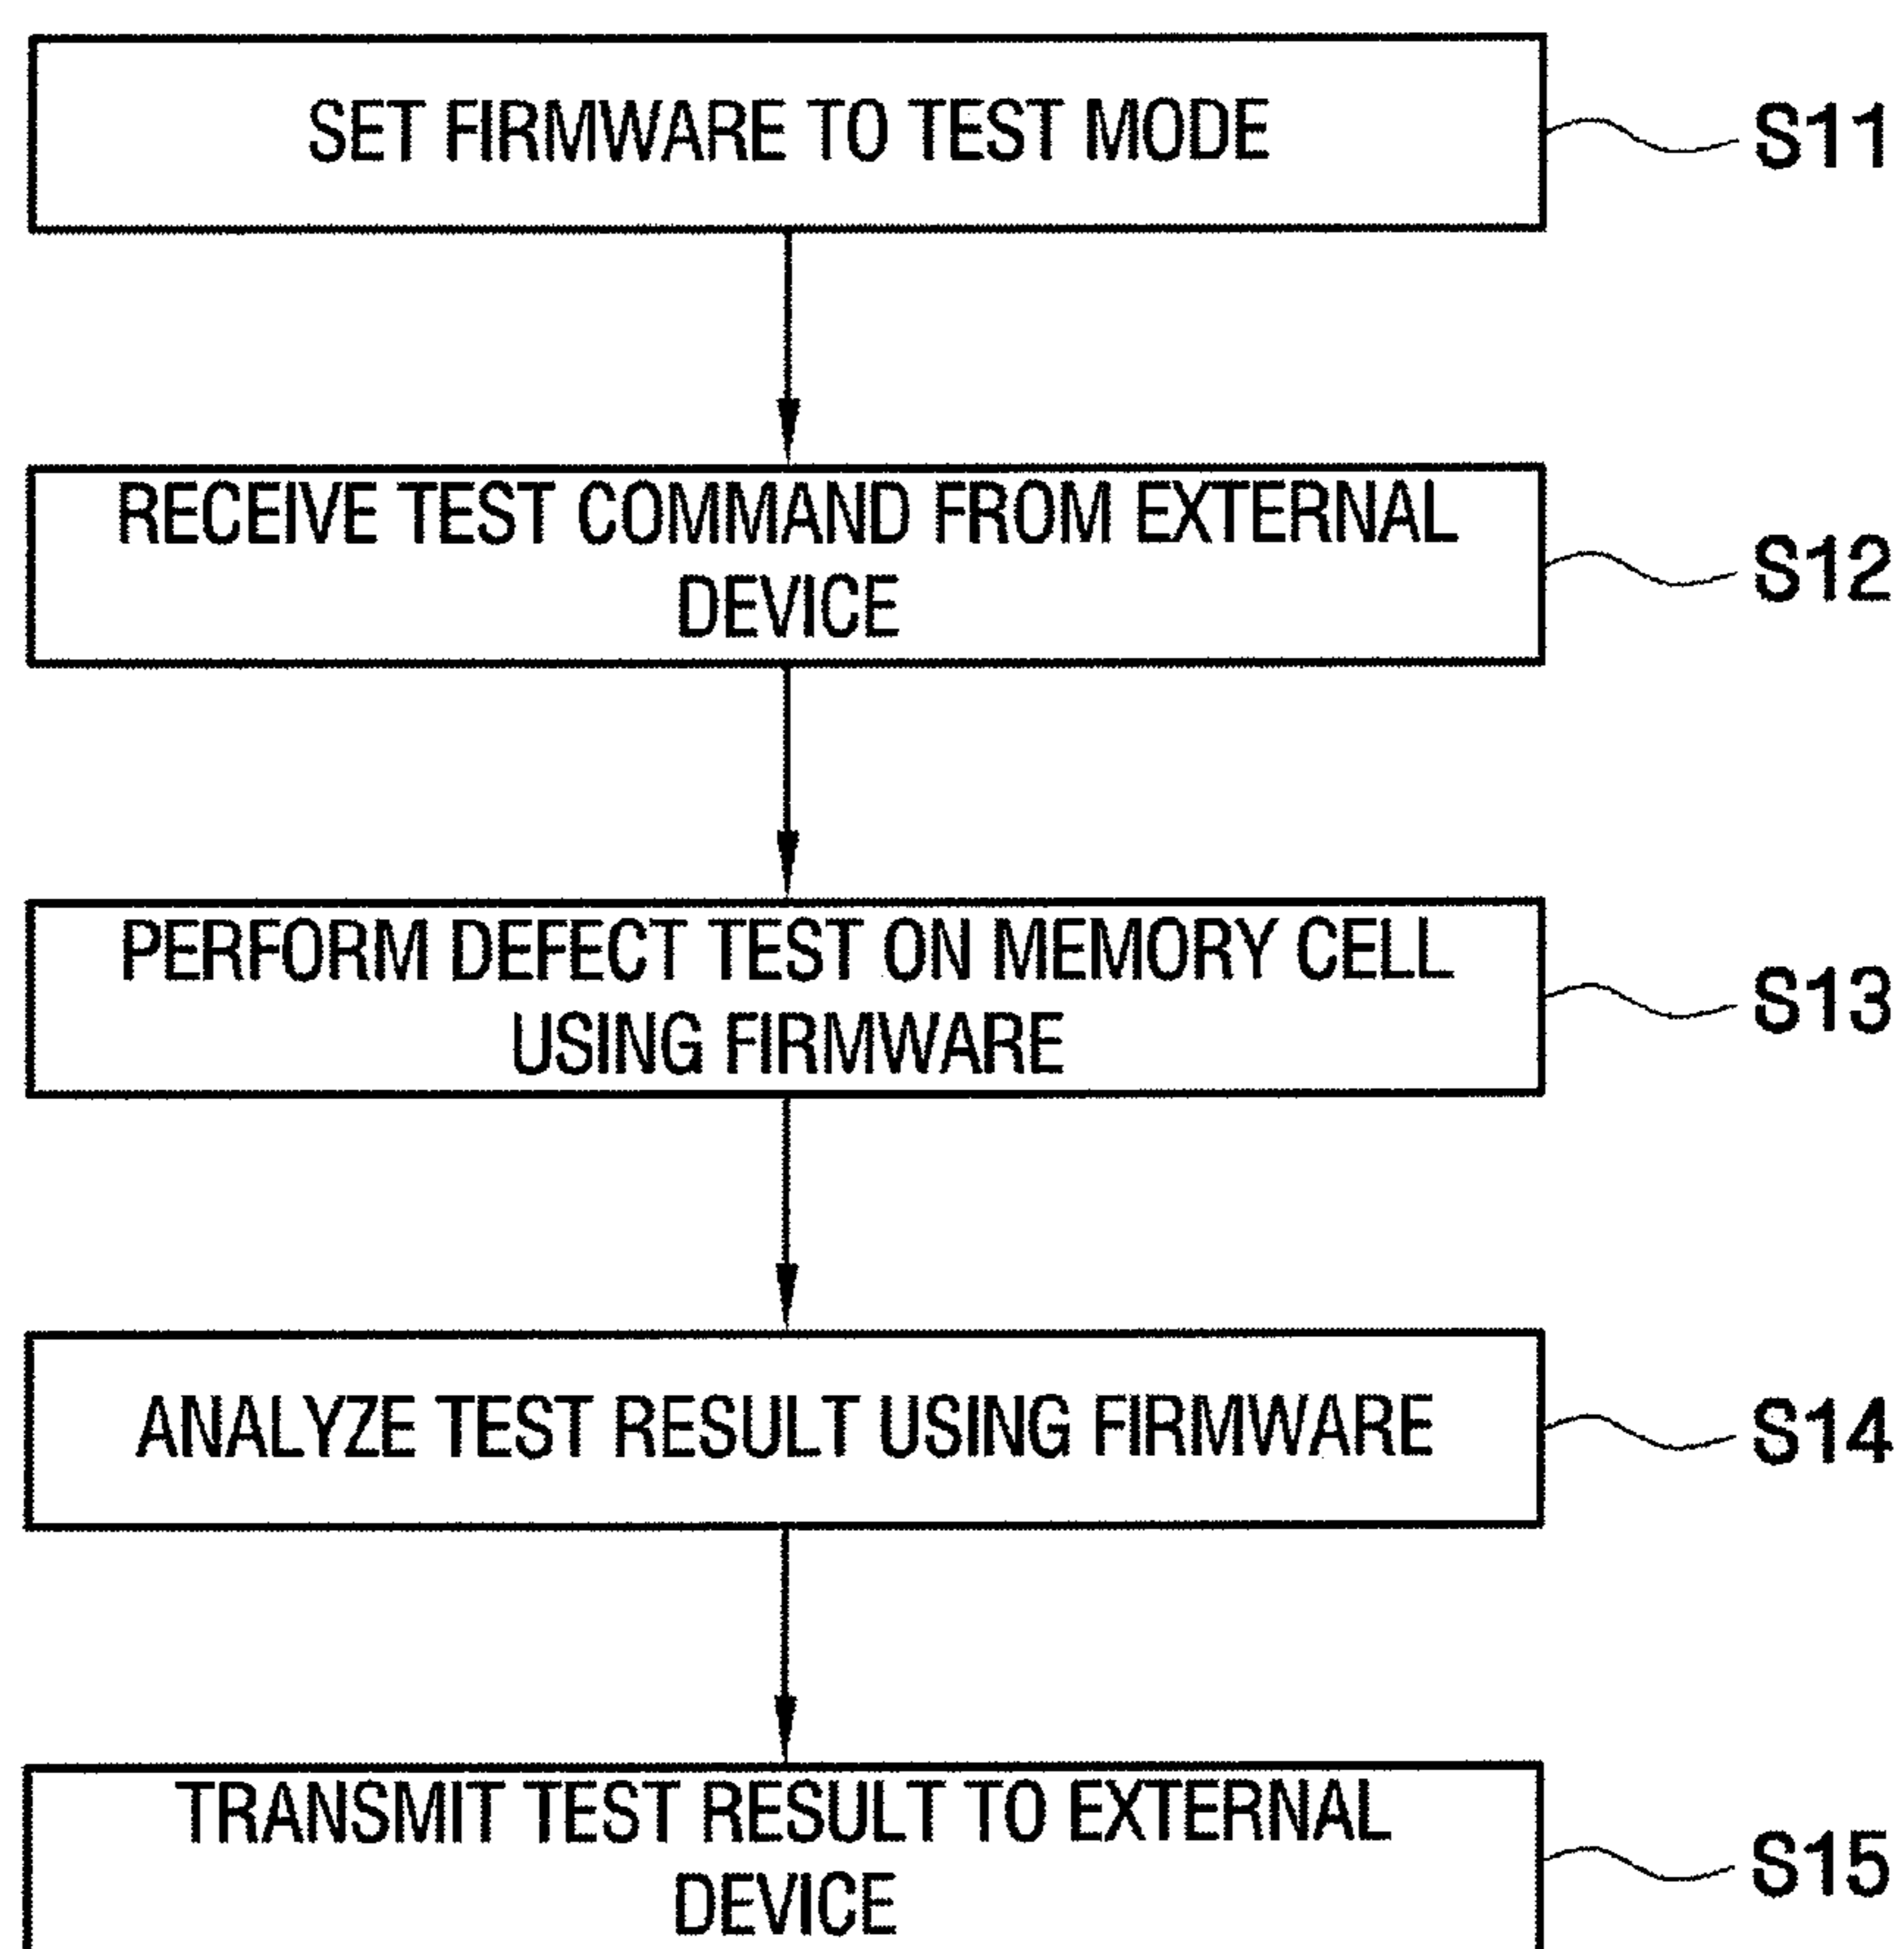 SET FIRMWARE TO TEST MODE
S11
RECEIVE TEST COMMAND FROM EXTERNAL
DEVICE
S12
PERFORM DEFECT TEST ON MEMORY CELL
USING FIRMWARE
S13
ANALYZE TEST RESULT USING FIRMWARE
S14
TRANSMIT TEST RESULT TO EXTERNAL
DEVICE
S15